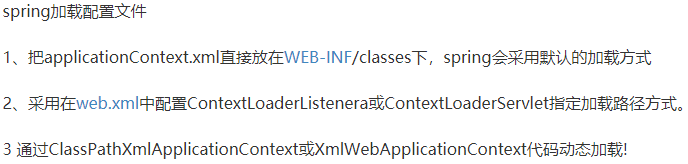 spring加载配置文件
1、把applicationContext.xml直接放在WEB-INF/classes下，spring会采用默认的加载方式
2、采用在web.xml中配置ContextLoaderListenera或ContextLoaderServlet指定加载路径方式。
3 通过ClassPathXmlApplicationContext或XmlWebApplicationContext代码动态加载!